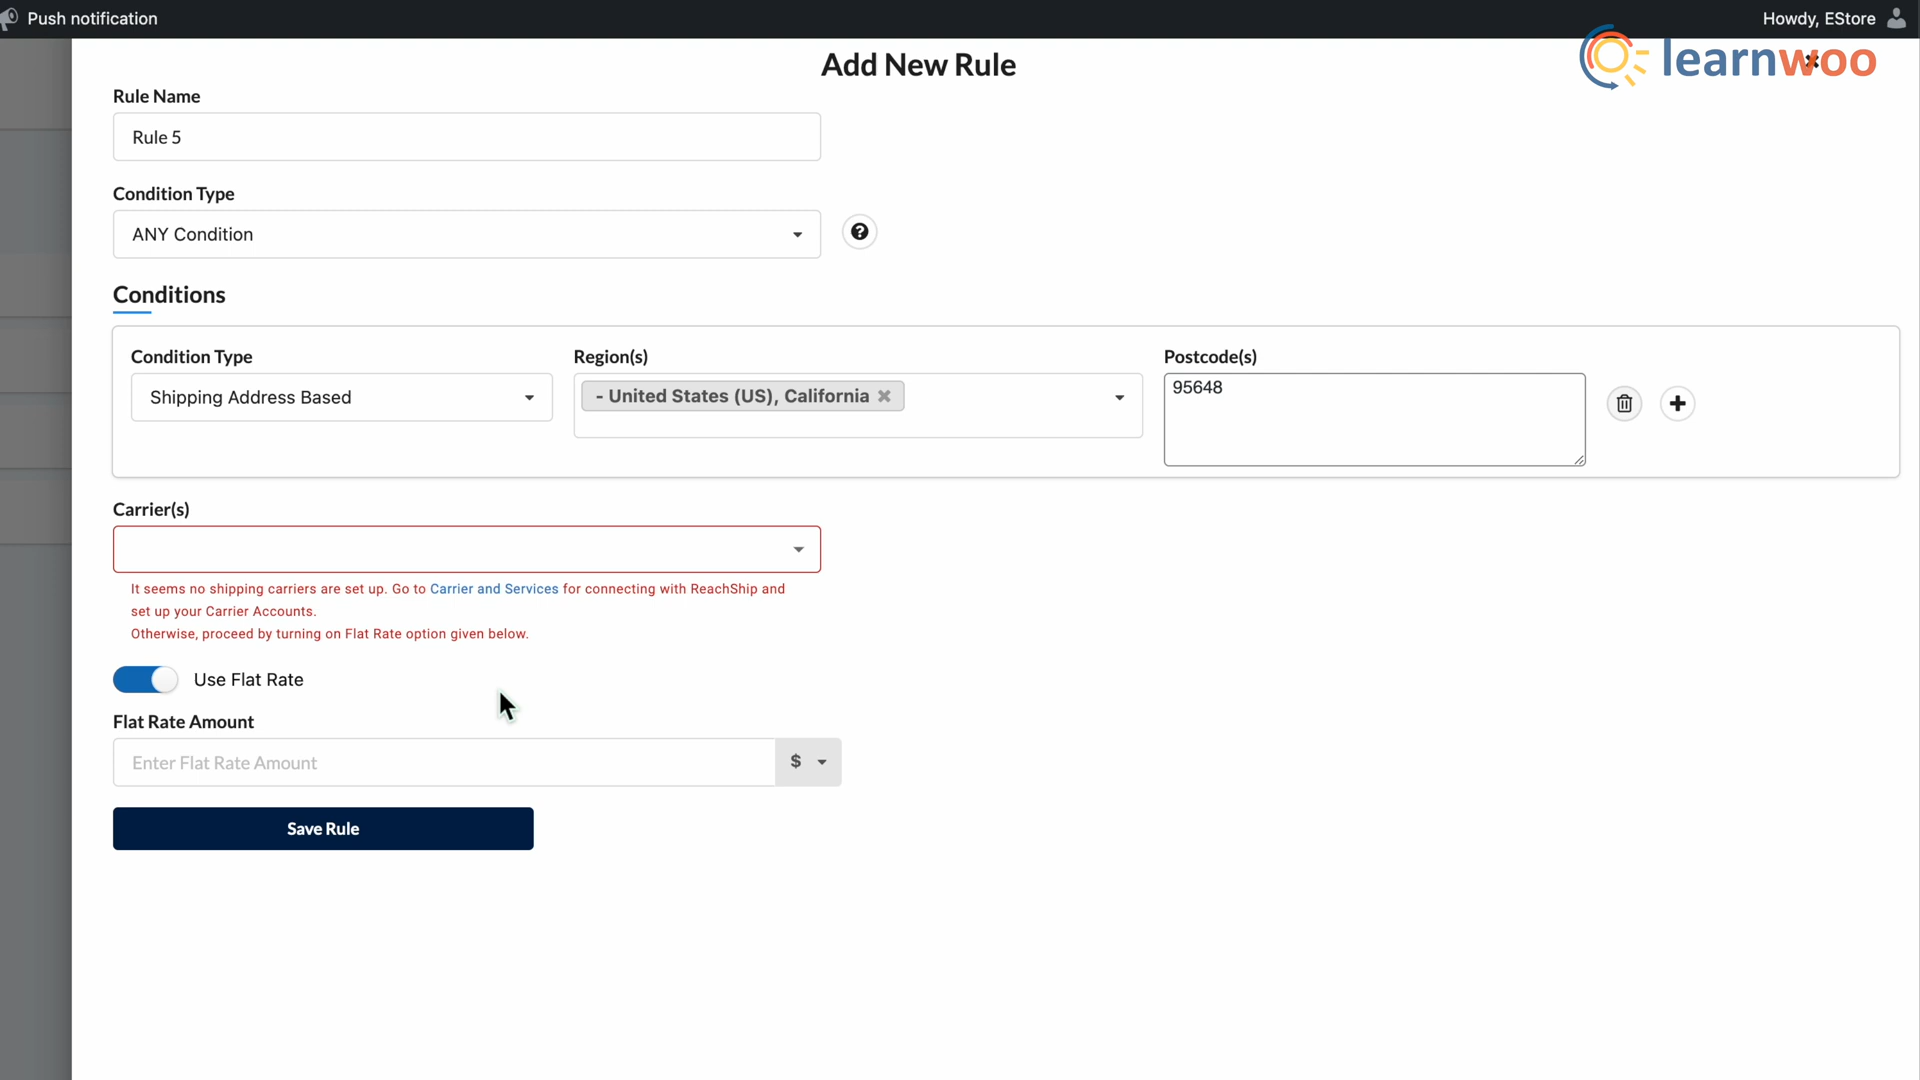 Push notification
Howdy, EStore
Add New Rule
learnwoo
Rule Name
Rule 5
Condition Type
ANY Condition
?
Conditions
Condition Type
Region(s)
Postcode(s)
Shipping Address Based
- United States (US), California ×
95648
Carrier(s)
It seems no shipping carriers are set up. Go to Carrier and Services for connecting with ReachShip and
set up your Carrier Accounts.
Otherwise, proceed by turning on Flat Rate option given below.
Use Flat Rate
Flat Rate Amount
Enter Flat Rate Amount
$
Save Rule